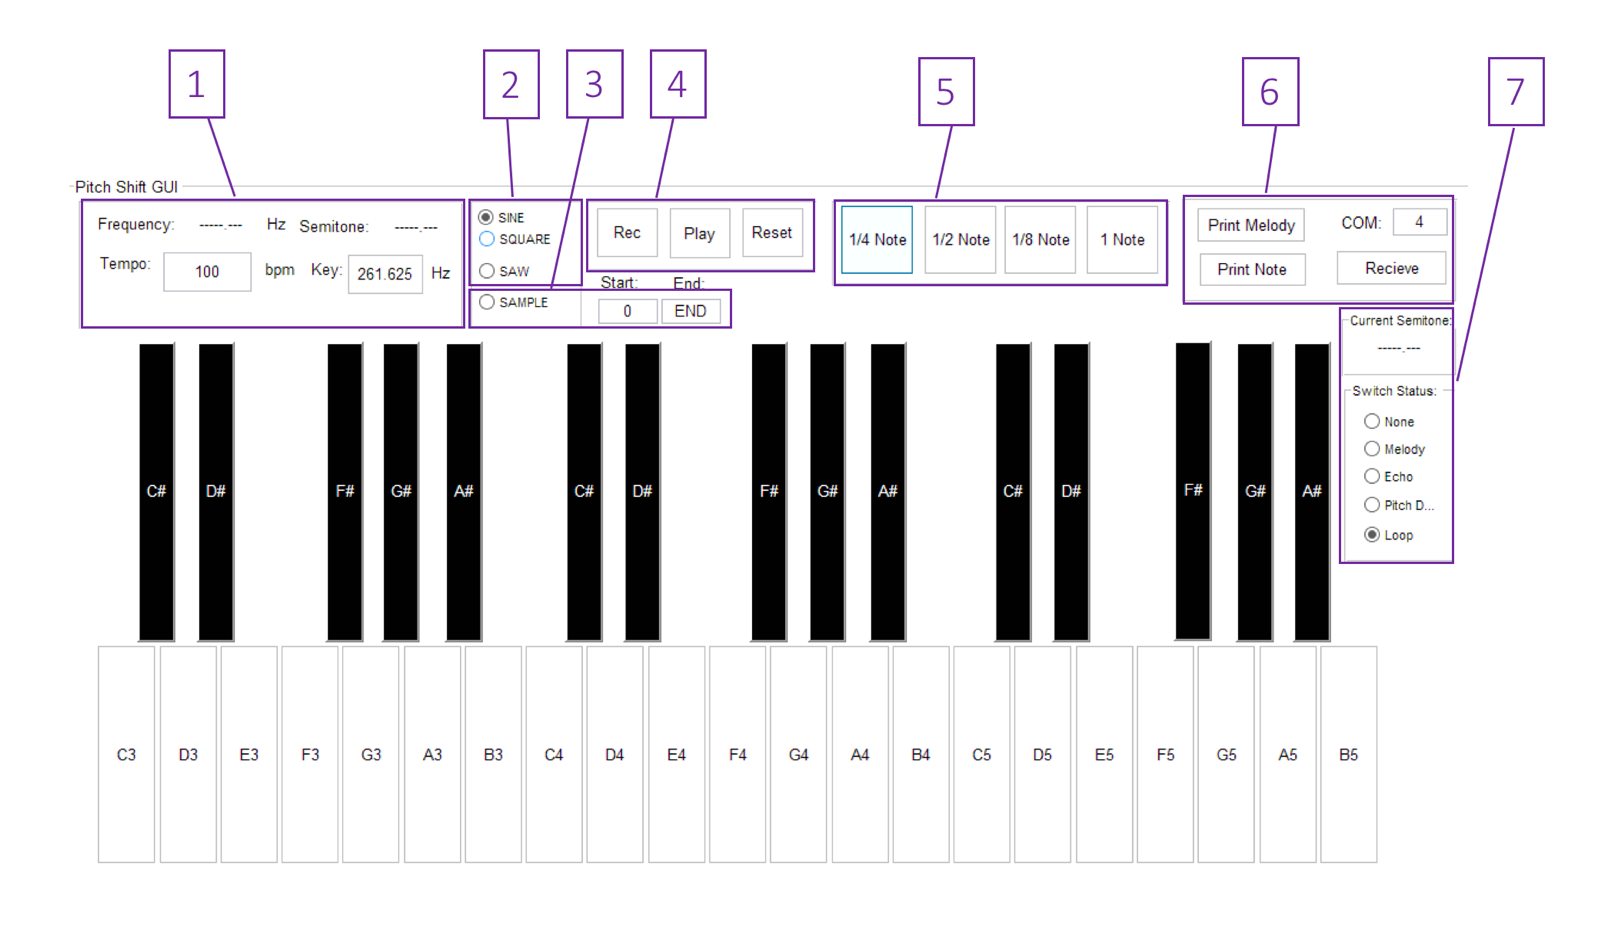 1 2 3 4 5 6 7
Pitch Shift GUI
Frequency: -----.--- Hz Semitone: -----.---
Tempo: 100 bpm Key: 261.625 Hz
SINE
SQUARE
SAW
SAMPLE
Rec Play Reset
Start: End:
0 END
1/4 Note 1/2 Note 1/8 Note 1 Note
Print Melody COM: 4
Print Note Recieve
Current Semitone:
-----.---
Switch Status:
None
Melody
Echo
Pitch D...
Loop
C# D# F# G# A# C# D# F# G# A# C# D# F# G# A#
C3 D3 E3 F3 G3 A3 B3 C4 D4 E4 F4 G4 A4 B4 C5 D5 E5 F5 G5 A5 B5